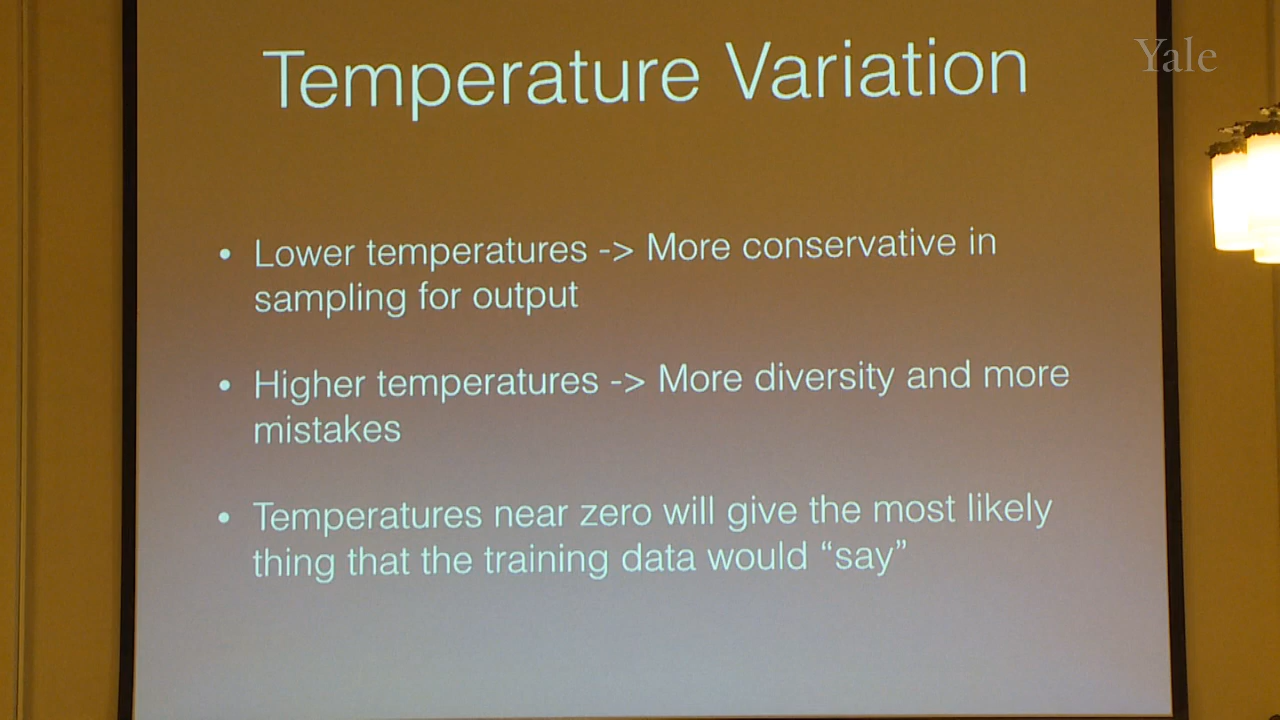 Temperature Variation
Yale
• Lower temperatures -> More conservative in
sampling for output
• Higher temperatures -> More diversity and more
mistakes
• Temperatures near zero will give the most likely
thing that the training data would “say”